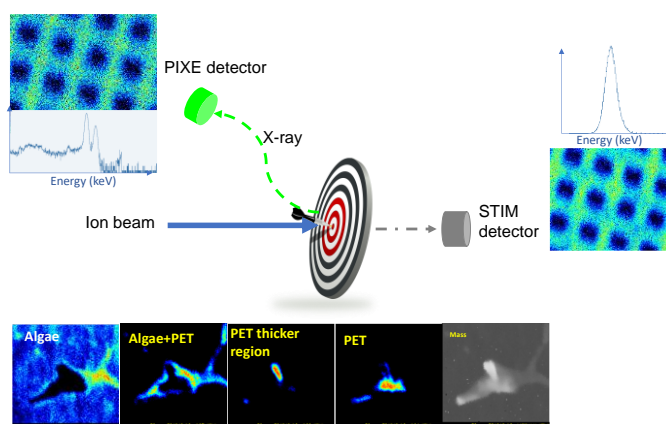 PIXE detector
X-ray
Energy (keV)
Energy (keV)
Ion beam
STIM
detector
Algae
Algae+PET
PET thicker
region
PET
Mass